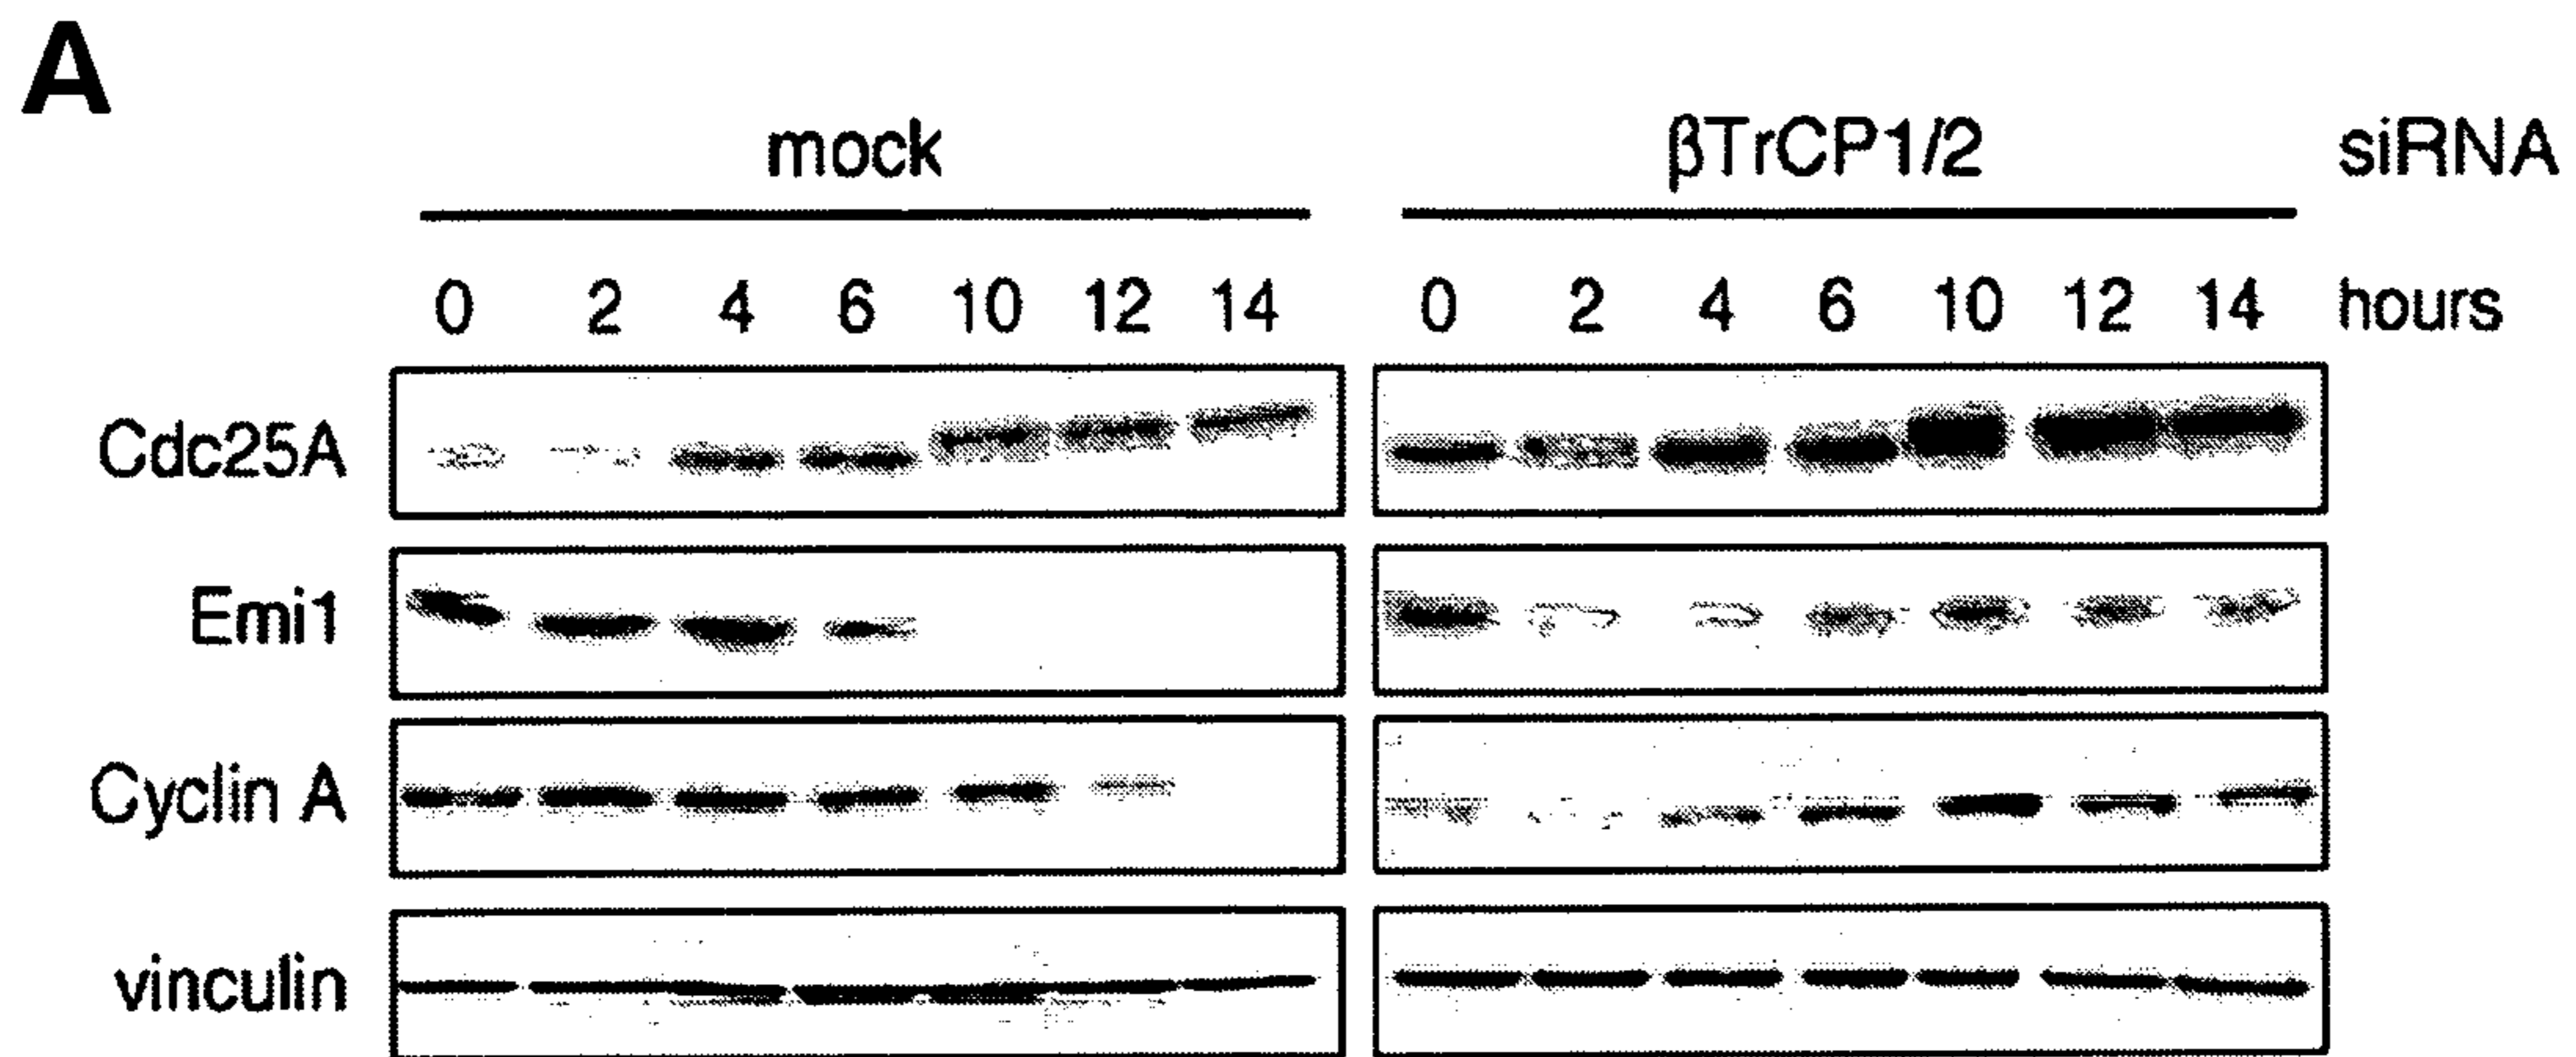 A
mock βTrCP1/2 siRNA
0 2 4 6 10 12 14 0 2 4 6 10 12 14 hours
Cdc25A
Emi1
Cyclin A
vinculin